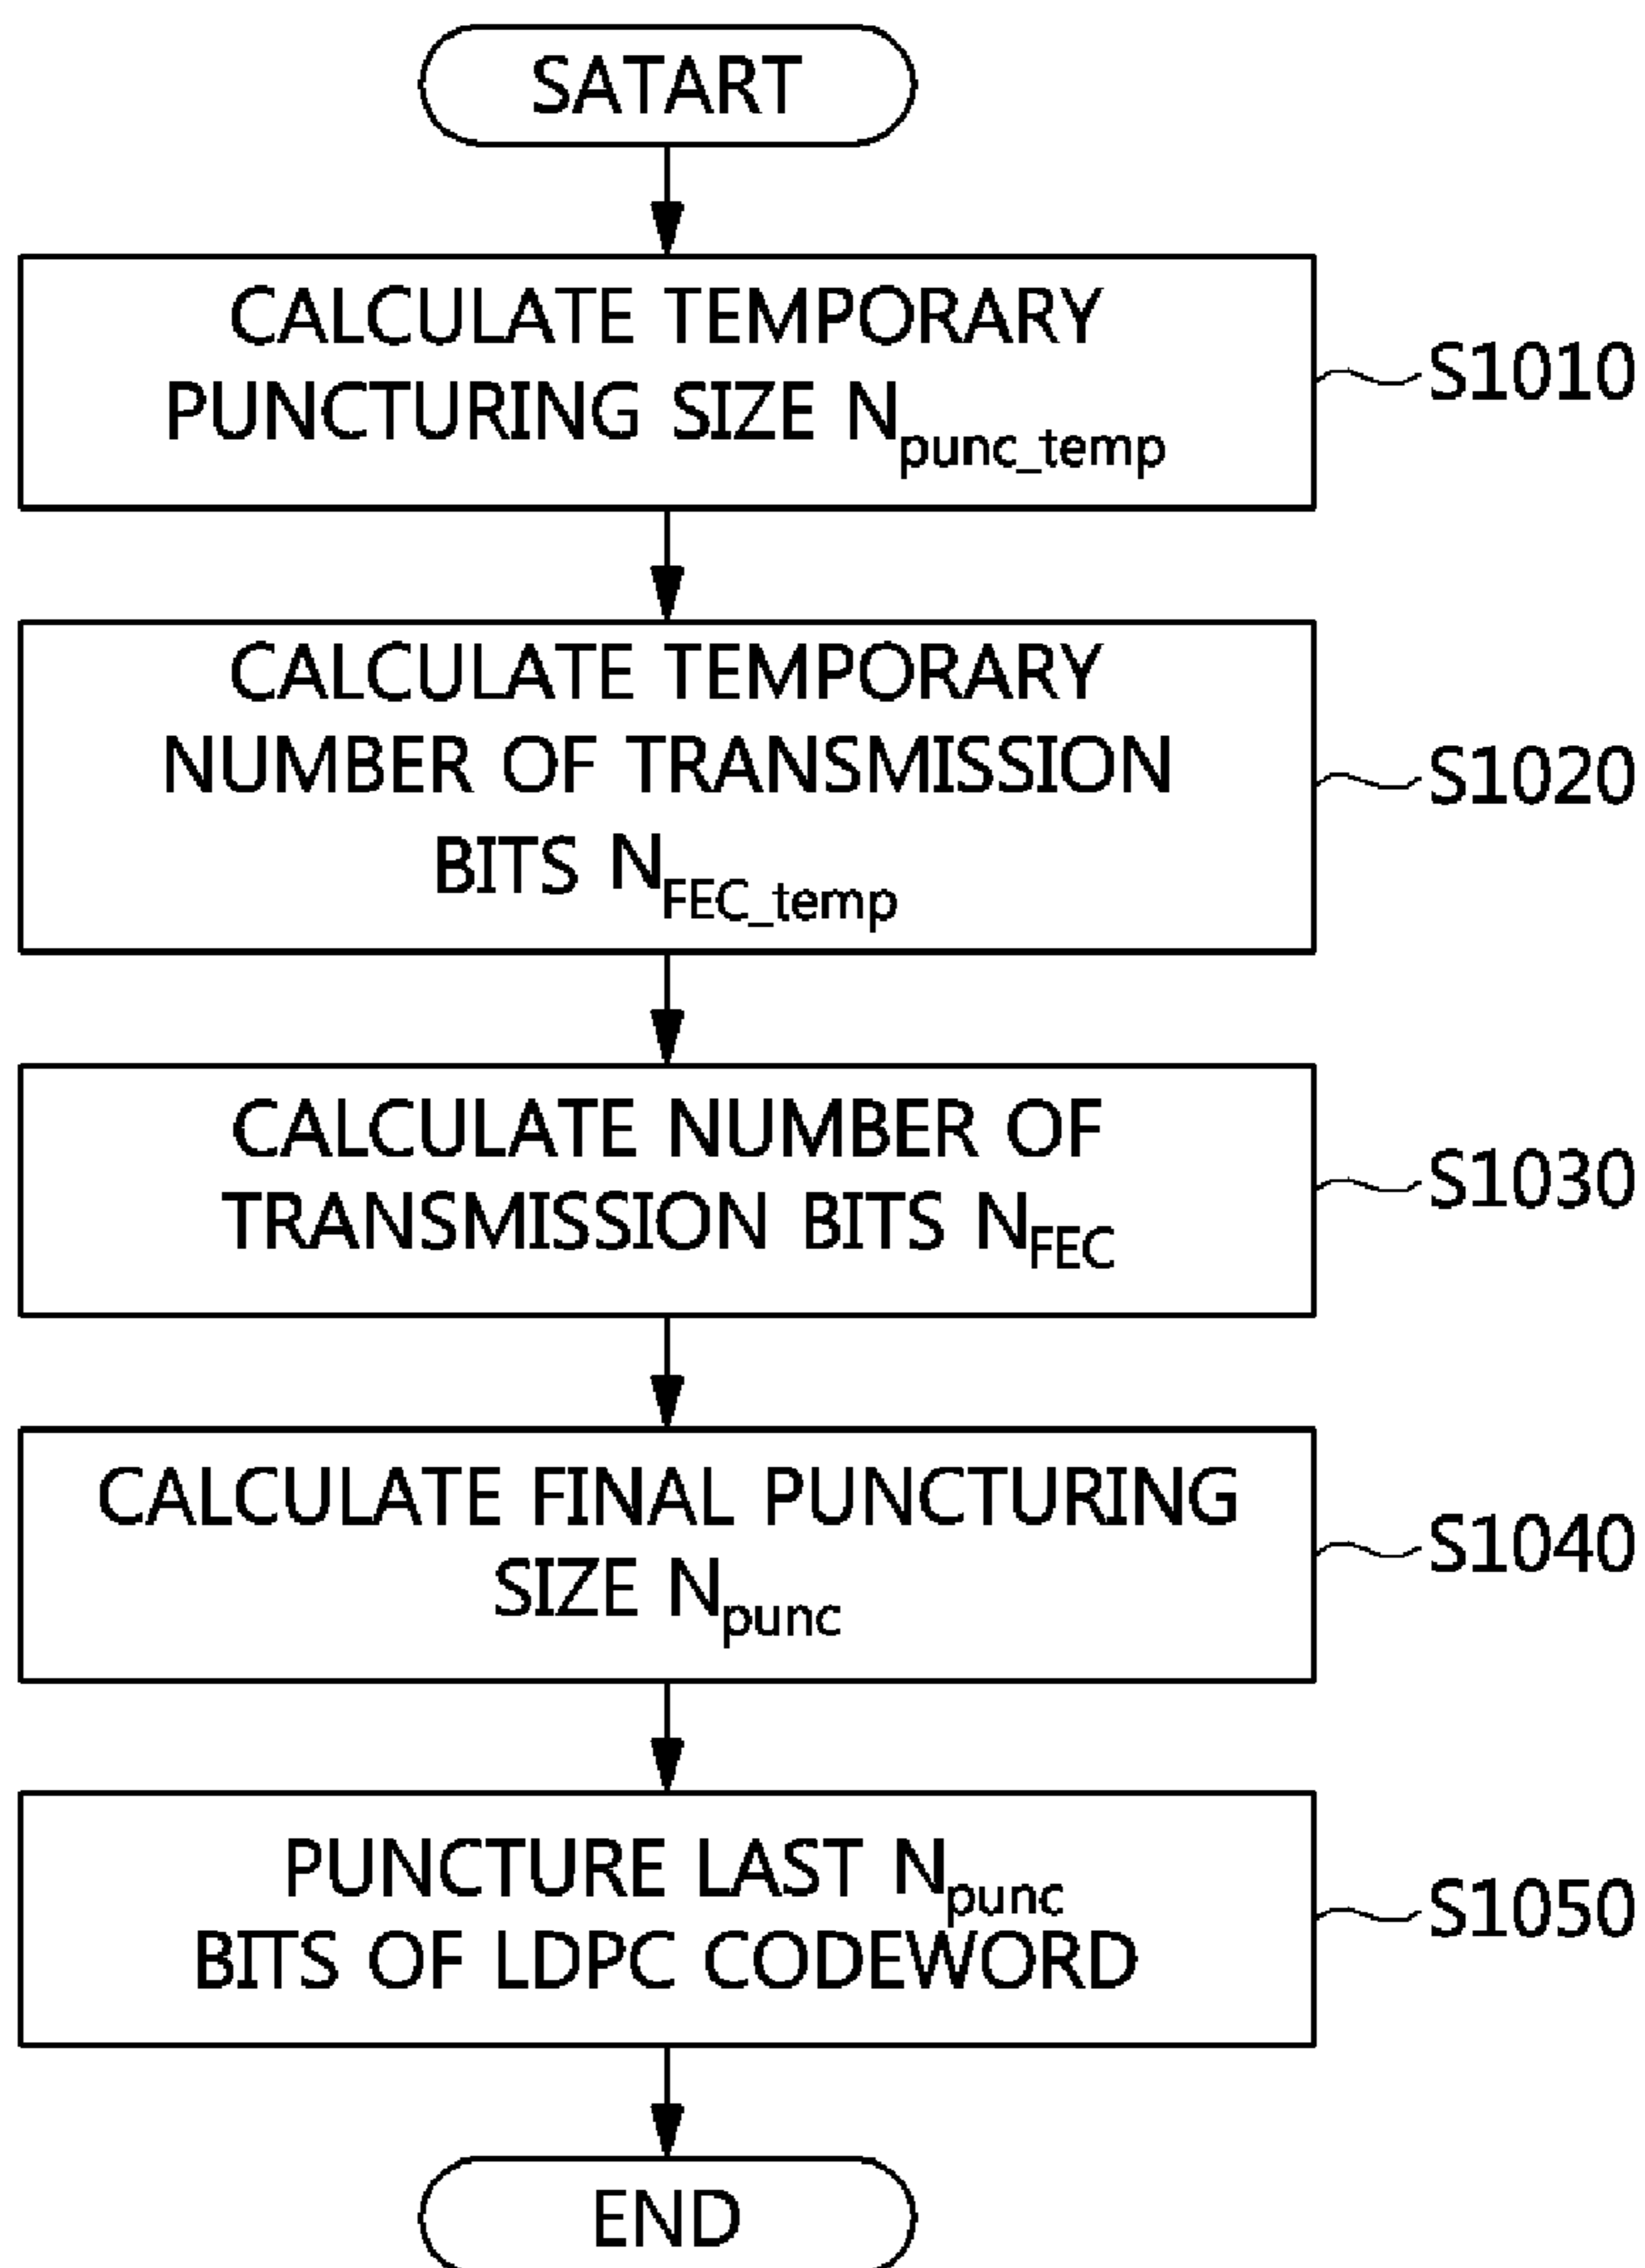 SATART
CALCULATE TEMPORARY
PUNCTURING SIZE Npunc_temp
S1010
CALCULATE TEMPORARY
NUMBER OF TRANSMISSION
BITS NFEC_temp
S1020
CALCULATE NUMBER OF
TRANSMISSION BITS NFEC
S1030
CALCULATE FINAL PUNCTURING
SIZE Npunc
S1040
PUNCTURE LAST Npunc
BITS OF LDPC CODEWORD
S1050
END